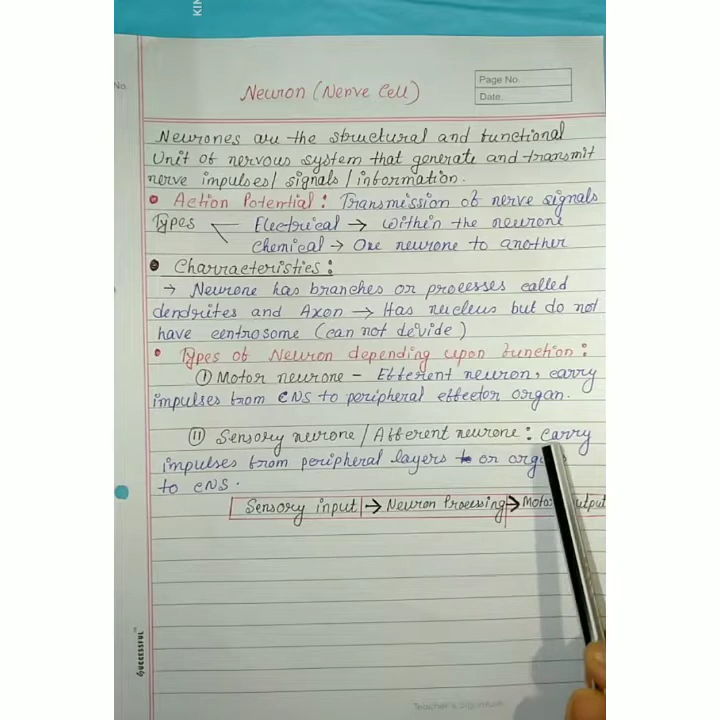 KIN
No.
Neuron (Nerve Cell)
Page No.
Date.
Neurones are the structural and functional
Unit of nervous system that generate and transmit
nerve impulses/ signals / information.
• Action Potential : Transmission of nerve signals
Types Electrical → Within the neurone
Chemical → One neurone to another
• Charracteristics :
→ Neurone has branches or processes called
dendrites and Axon → Has nucleus but do not
have centrosome (can not devide)
• Types of Neuron depending upon function :
(I) Motor neurone - Efferent neuron, carry
impulses from CNS to peripheral effector organ.
(II) Sensory neurone / Afferent neurone : Carry
impulses from peripheral layers or
to CNS.
Sensory input → Neuron Processing → Motor
SUCCESSFUL
Teacher's Signature